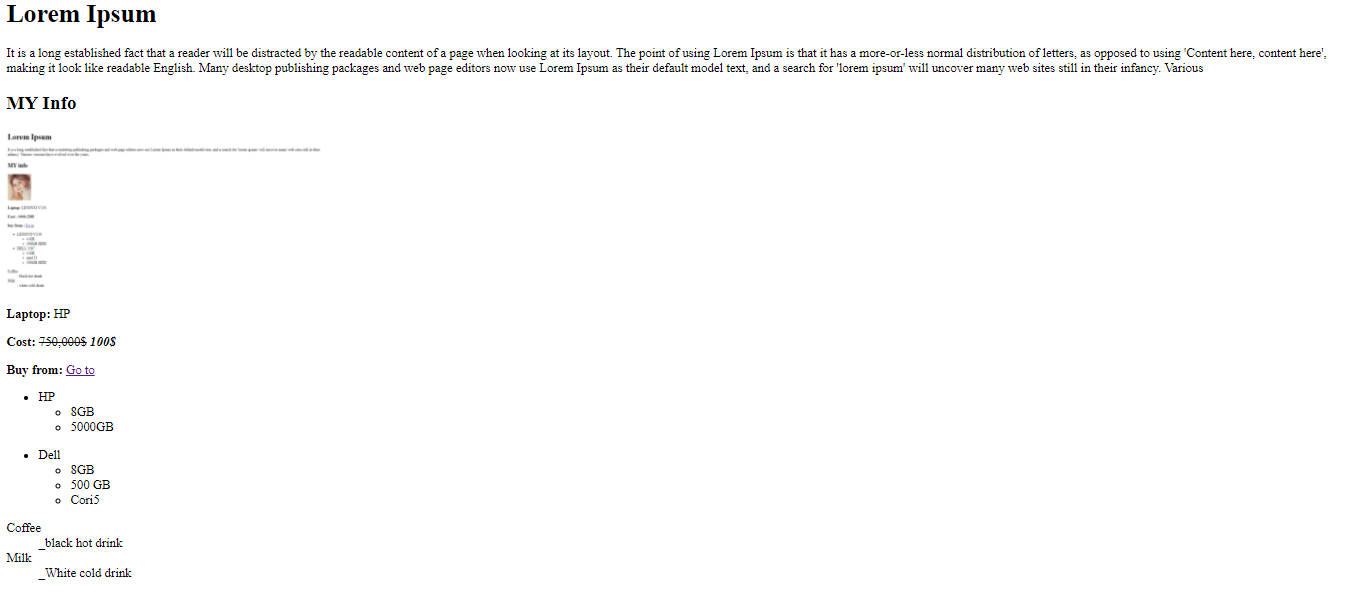 Lorem Ipsum
It is a long established fact that a reader will be distracted by the readable content of a page when looking at its layout. The point of using Lorem Ipsum is that it has a more-or-less normal distribution of letters, as opposed to using 'Content here, content here',
making it look like readable English. Many desktop publishing packages and web page editors now use Lorem Ipsum as their default model text, and a search for 'lorem ipsum' will uncover many web sites still in their infancy. Various
MY Info
Lorem Ipsum
MY info
Laptop: HP
Cost: 750,000$ 100$
Buy from: Go to
HP
8GB
5000GB
Dell
8GB
500 GB
Cori5
Coffee
_black hot drink
Milk
_White cold drink